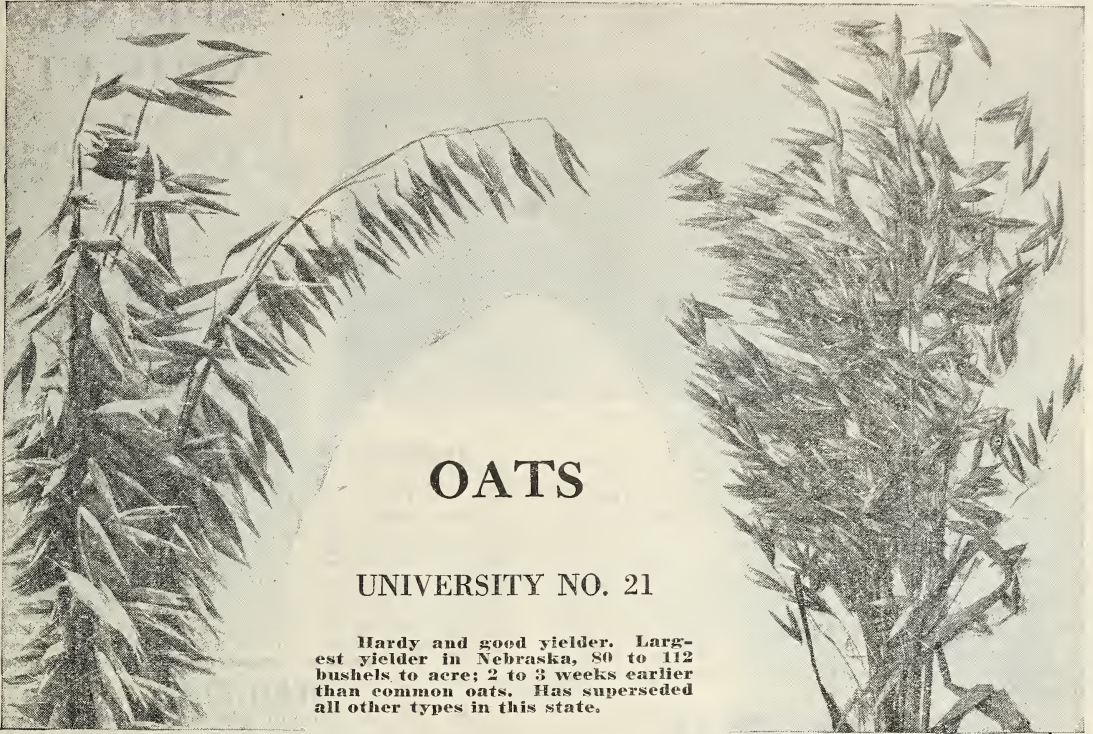 OATS
UNIVERSITY NO. 21
Hardy and good yielder. Larg-
est yielder in Nebraska, 80 to 112
bushels to acre; 2 to 3 weeks earlier
than common oats. Has superseded
all other types in this state.